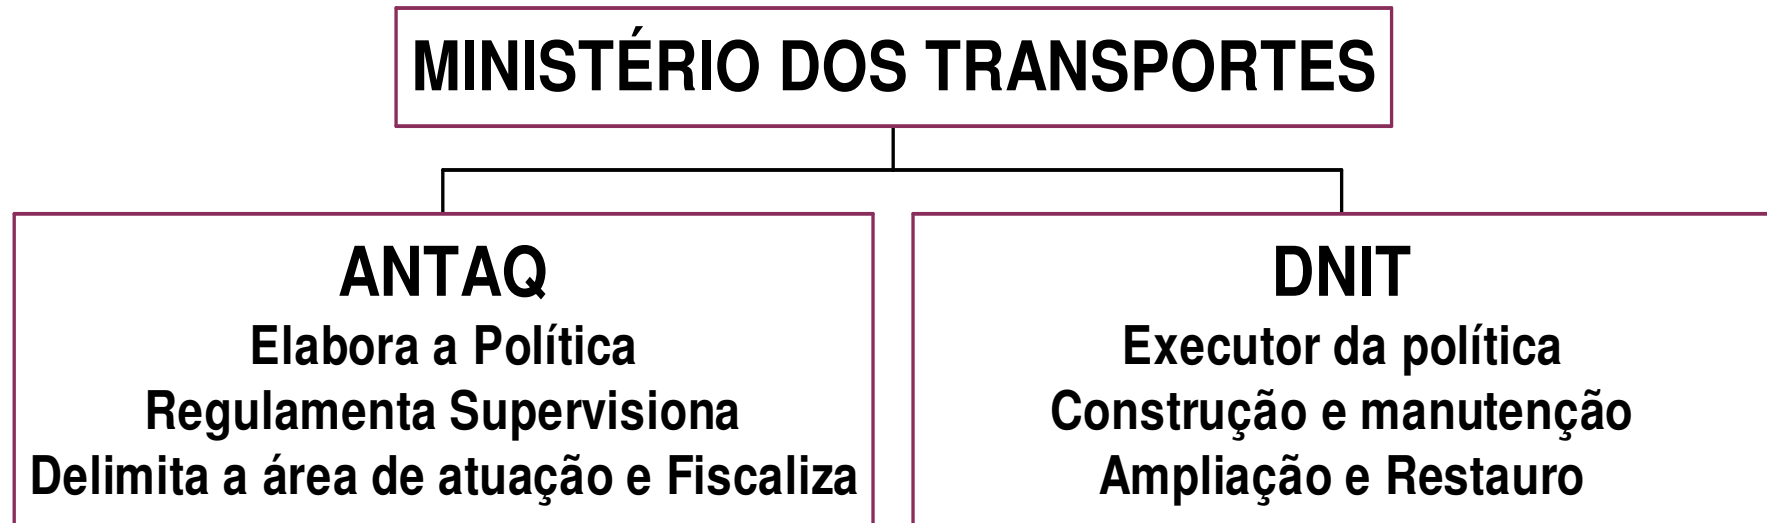 MINISTÉRIO DOS TRANSPORTES
ANTAQ
Elabora a Política
Regulamenta Supervisiona
Delimita a área de atuação e Fiscaliza
DNIT
Executor da política
Construção e manutenção
Ampliação e Restauro